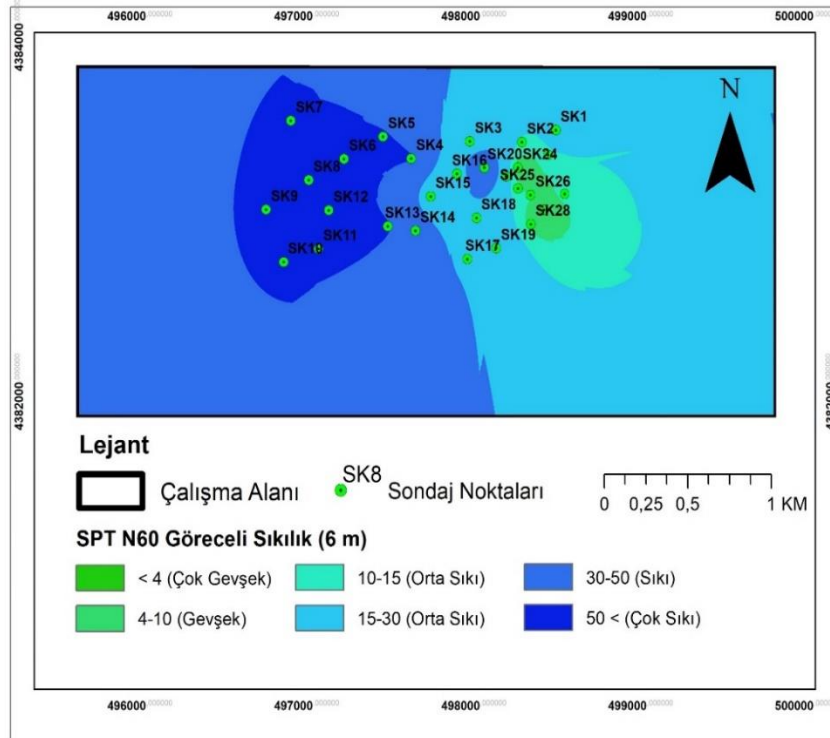 496000 497000 498000 499000 500000
4384000
N
SK1
SK7
SK5
SK3
SK2
SK6
SK4
SK16
SK20
SK24
SK8
SK15
SK25
SK26
SK9
SK12
SK13
SK14
SK18
SK28
SK10
SK11
SK17
SK19
4382000
4382000
Lejant
Çalışma Alanı
SK8
Sondaj Noktaları
0 0,25 0,5 1 KM
SPT N60 Göreceli Sıkılık (6 m)
< 4 (Çok Gevşek) 10-15 (Orta Sıkı) 30-50 (Sıkı)
4-10 (Gevşek) 15-30 (Orta Sıkı) 50 < (Çok Sıkı)
496000 497000 498000 499000 500000